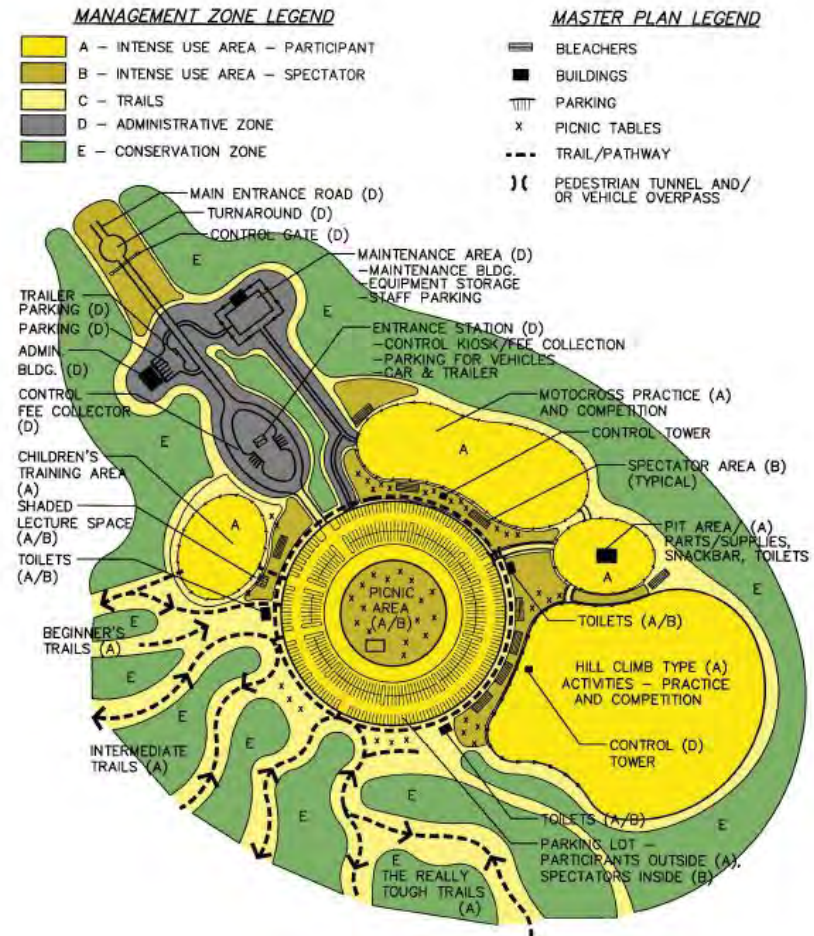 MANAGEMENT ZONE LEGEND
A - INTENSE USE AREA - PARTICIPANT
B - INTENSE USE AREA - SPECTATOR
C - TRAILS
D - ADMINISTRATIVE ZONE
E - CONSERVATION ZONE
MASTER PLAN LEGEND
BLEACHERS
BUILDINGS
PARKING
x x PICNIC TABLES
TRAIL/PATHWAY
PEDESTRIAN TUNNEL AND/
OR VEHICLE OVERPASS
MAIN ENTRANCE ROAD (D)
TURNAROUND (D)
CONTROL GATE (D)
E
MAINTENANCE AREA (D)
-MAINTENANCE BLDG.
-EQUIPMENT STORAGE
-STAFF PARKING
E
TRAILER
PARKING (D)
PARKING (D)
ADMIN.
BLDG. (D)
CONTROL
FEE COLLECTOR
(D)
ENTRANCE STATION (D)
-CONTROL KIOSK/FEE COLLECTION
-PARKING FOR VEHICLES
-CAR & TRAILER
E
MOTOCROSS PRACTICE (A)
AND COMPETITION
A
CONTROL TOWER
SPECTATOR AREA (B)
(TYPICAL)
CHILDREN'S
TRAINING AREA
(A)
A
SHADED
LECTURE SPACE
(A/B)
TOILETS
(A/B)
PIT AREA/ (A)
PARTS/SUPPLIES,
SNACKBAR, TOILETS
A
E
PICNIC
AREA
(A/B)
TOILETS (A/B)
E
BEGINNER'S
TRAILS (A)
E
E
HILL CLIMB TYPE (A)
ACTIVITIES - PRACTICE
AND COMPETITION
CONTROL (D)
TOWER
INTERMEDIATE
TRAILS (A)
E
E
E
TOILETS (A/B)
E
PARKING LOT -
PARTICIPANTS OUTSIDE (A),
SPECTATORS INSIDE (B)
E
THE REALLY
TOUGH TRAILS
(A)